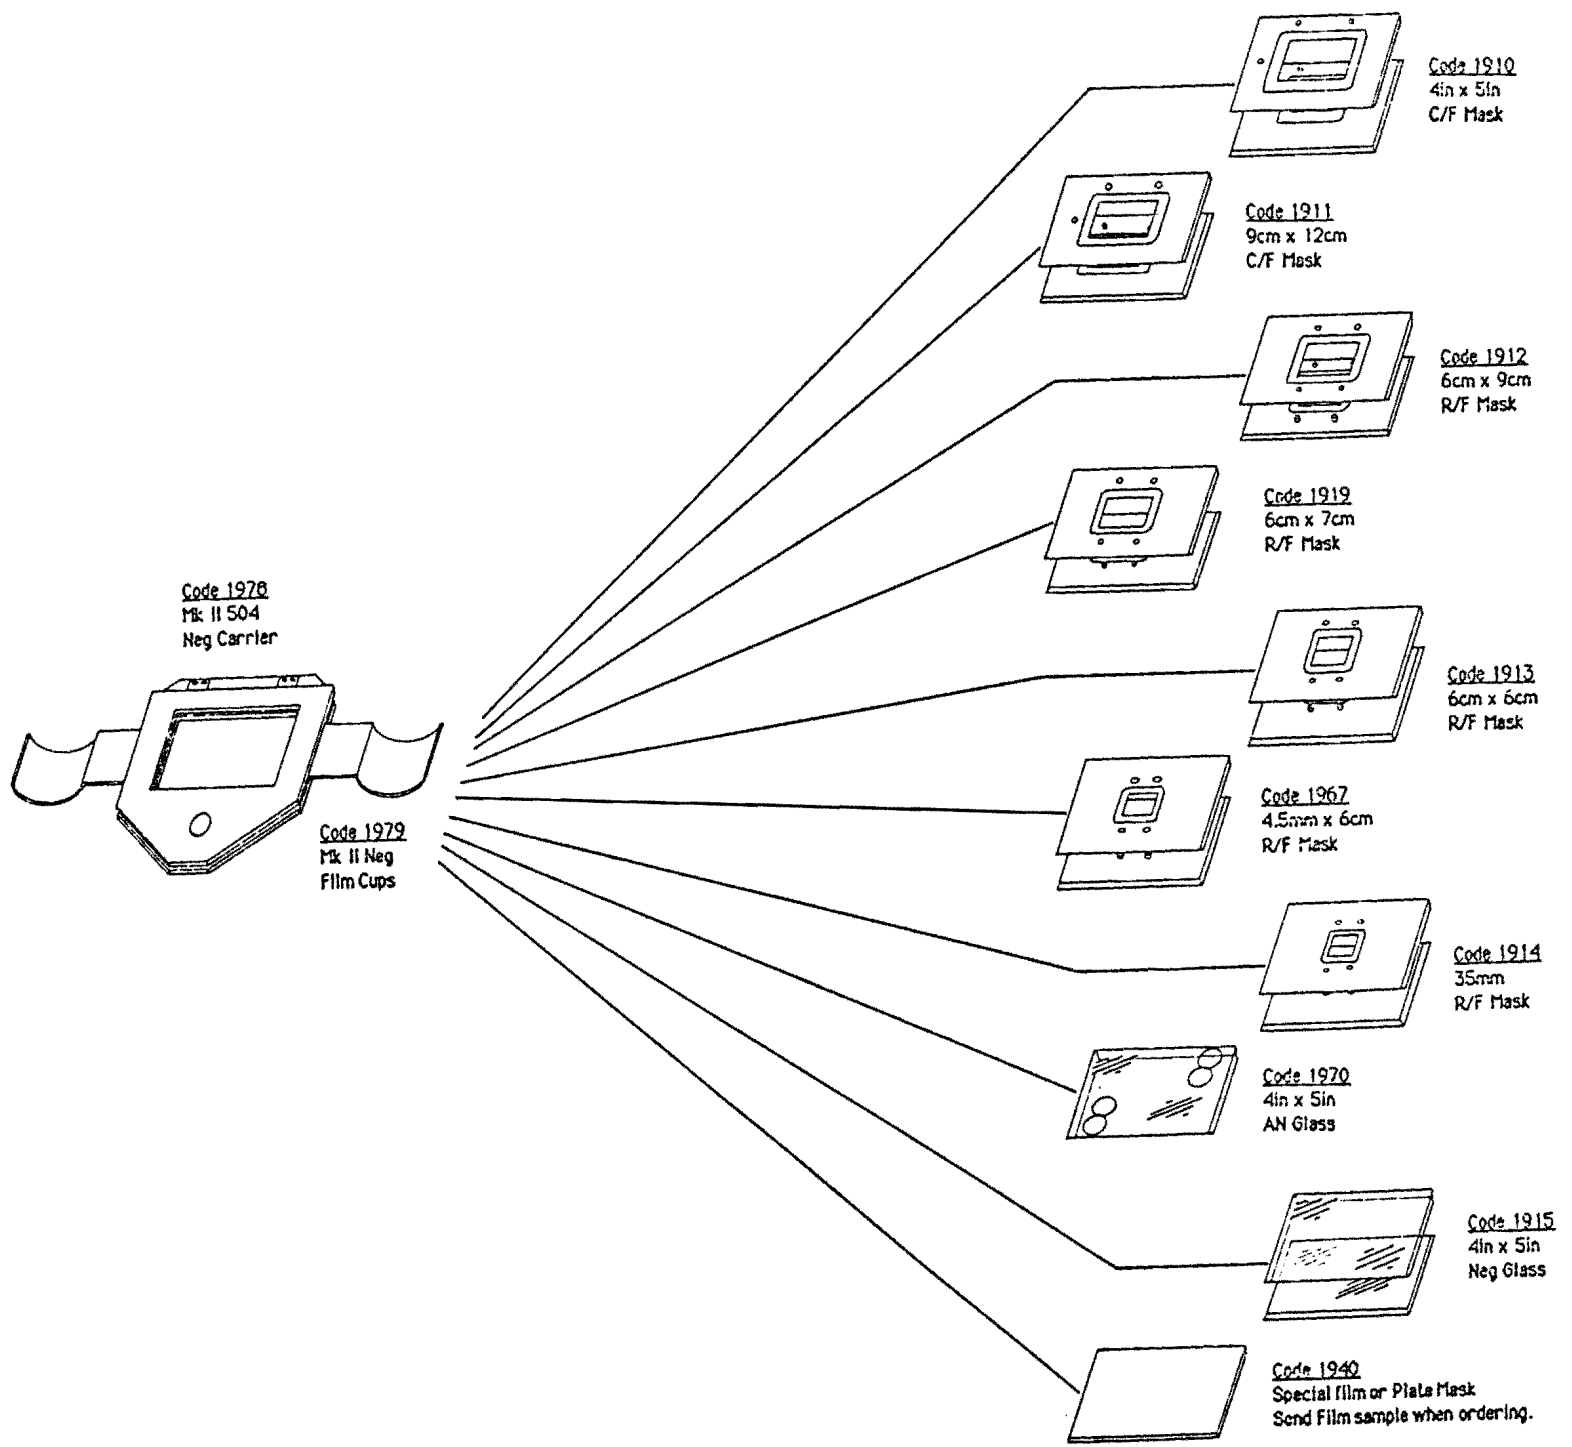 Code 1910
4in x 5in
C/F Mask
Code 1911
9cm x 12cm
C/F Mask
Code 1912
6cm x 9cm
R/F Mask
Code 1919
6cm x 7cm
R/F Mask
Code 1978
Mk II 504
Neg Carrier
Code 1913
6cm x 6cm
R/F Mask
Code 1967
4.5mm x 6cm
R/F Mask
Code 1979
Mk II Neg
Film Cups
Code 1914
35mm
R/F Mask
Code 1970
4in x 5in
AN Glass
Code 1915
4in x 5in
Neg Glass
Code 1940
Special film or Plate Mask
Send Film sample when ordering.